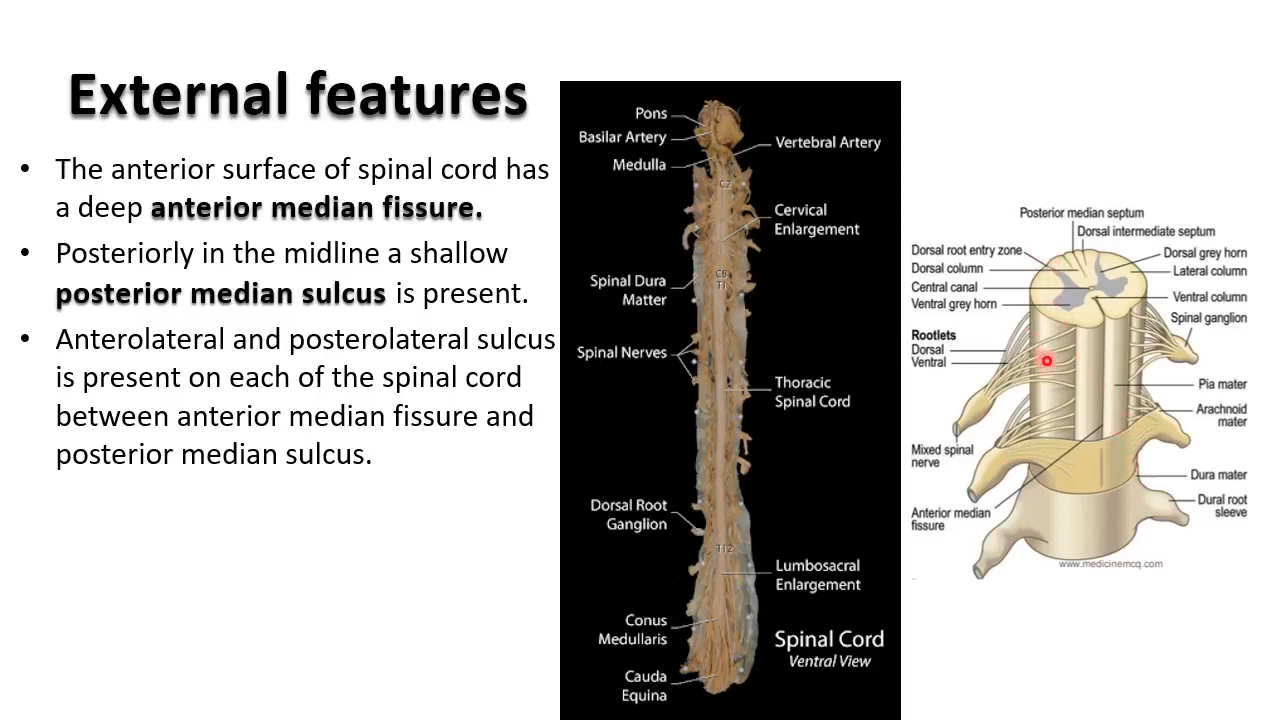 External features
• The anterior surface of spinal cord has
a deep anterior median fissure.
• Posteriorly in the midline a shallow
posterior median sulcus is present.
• Anterolateral and posterolateral sulcus
is present on each of the spinal cord
between anterior median fissure and
posterior median sulcus.
Pons
Basilar Artery
Medulla
Vertebral Artery
C2
Cervical
Enlargement
C8
T1
Spinal Dura
Matter
Spinal Nerves
Thoracic
Spinal Cord
Dorsal Root
Ganglion
T12
Lumbosacral
Enlargement
Conus
Medullaris
Spinal Cord
Ventral View
Cauda
Equina
Posterior median septum
Dorsal intermediate septum
Dorsal root entry zone
Dorsal grey horn
Dorsal column
Lateral column
Central canal
Ventral column
Ventral grey horn
Spinal ganglion
Rootlets
Dorsal
Ventral
Pia mater
Arachnoid
mater
Mixed spinal
nerve
Dura mater
Dural root
sleeve
Anterior median
fissure
www.medicinemcq.com